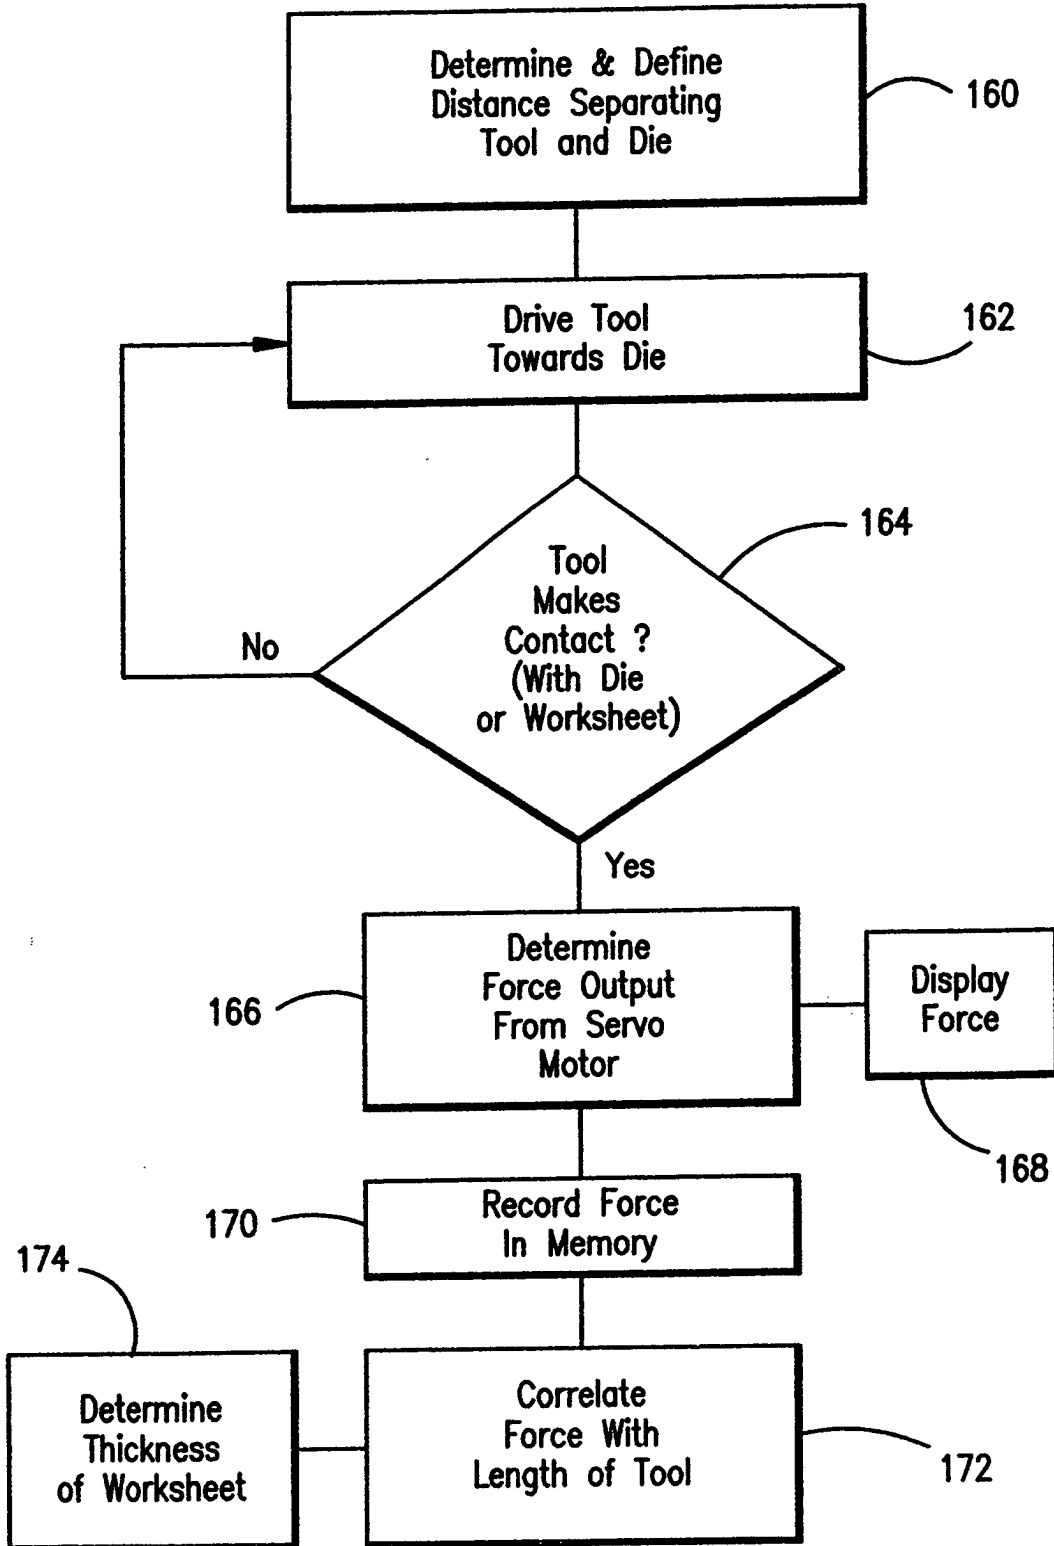 Determine & Define
Distance Separating
Tool and Die
160
Drive Tool
Towards Die
162
Tool
Makes
Contact ?
(With Die
or Worksheet)
164
No
Yes
Determine
Force Output
From Servo
Motor
166
Display
Force
168
Record Force
In Memory
170
174
Determine
Thickness
of Worksheet
Correlate
Force With
Length of Tool
172